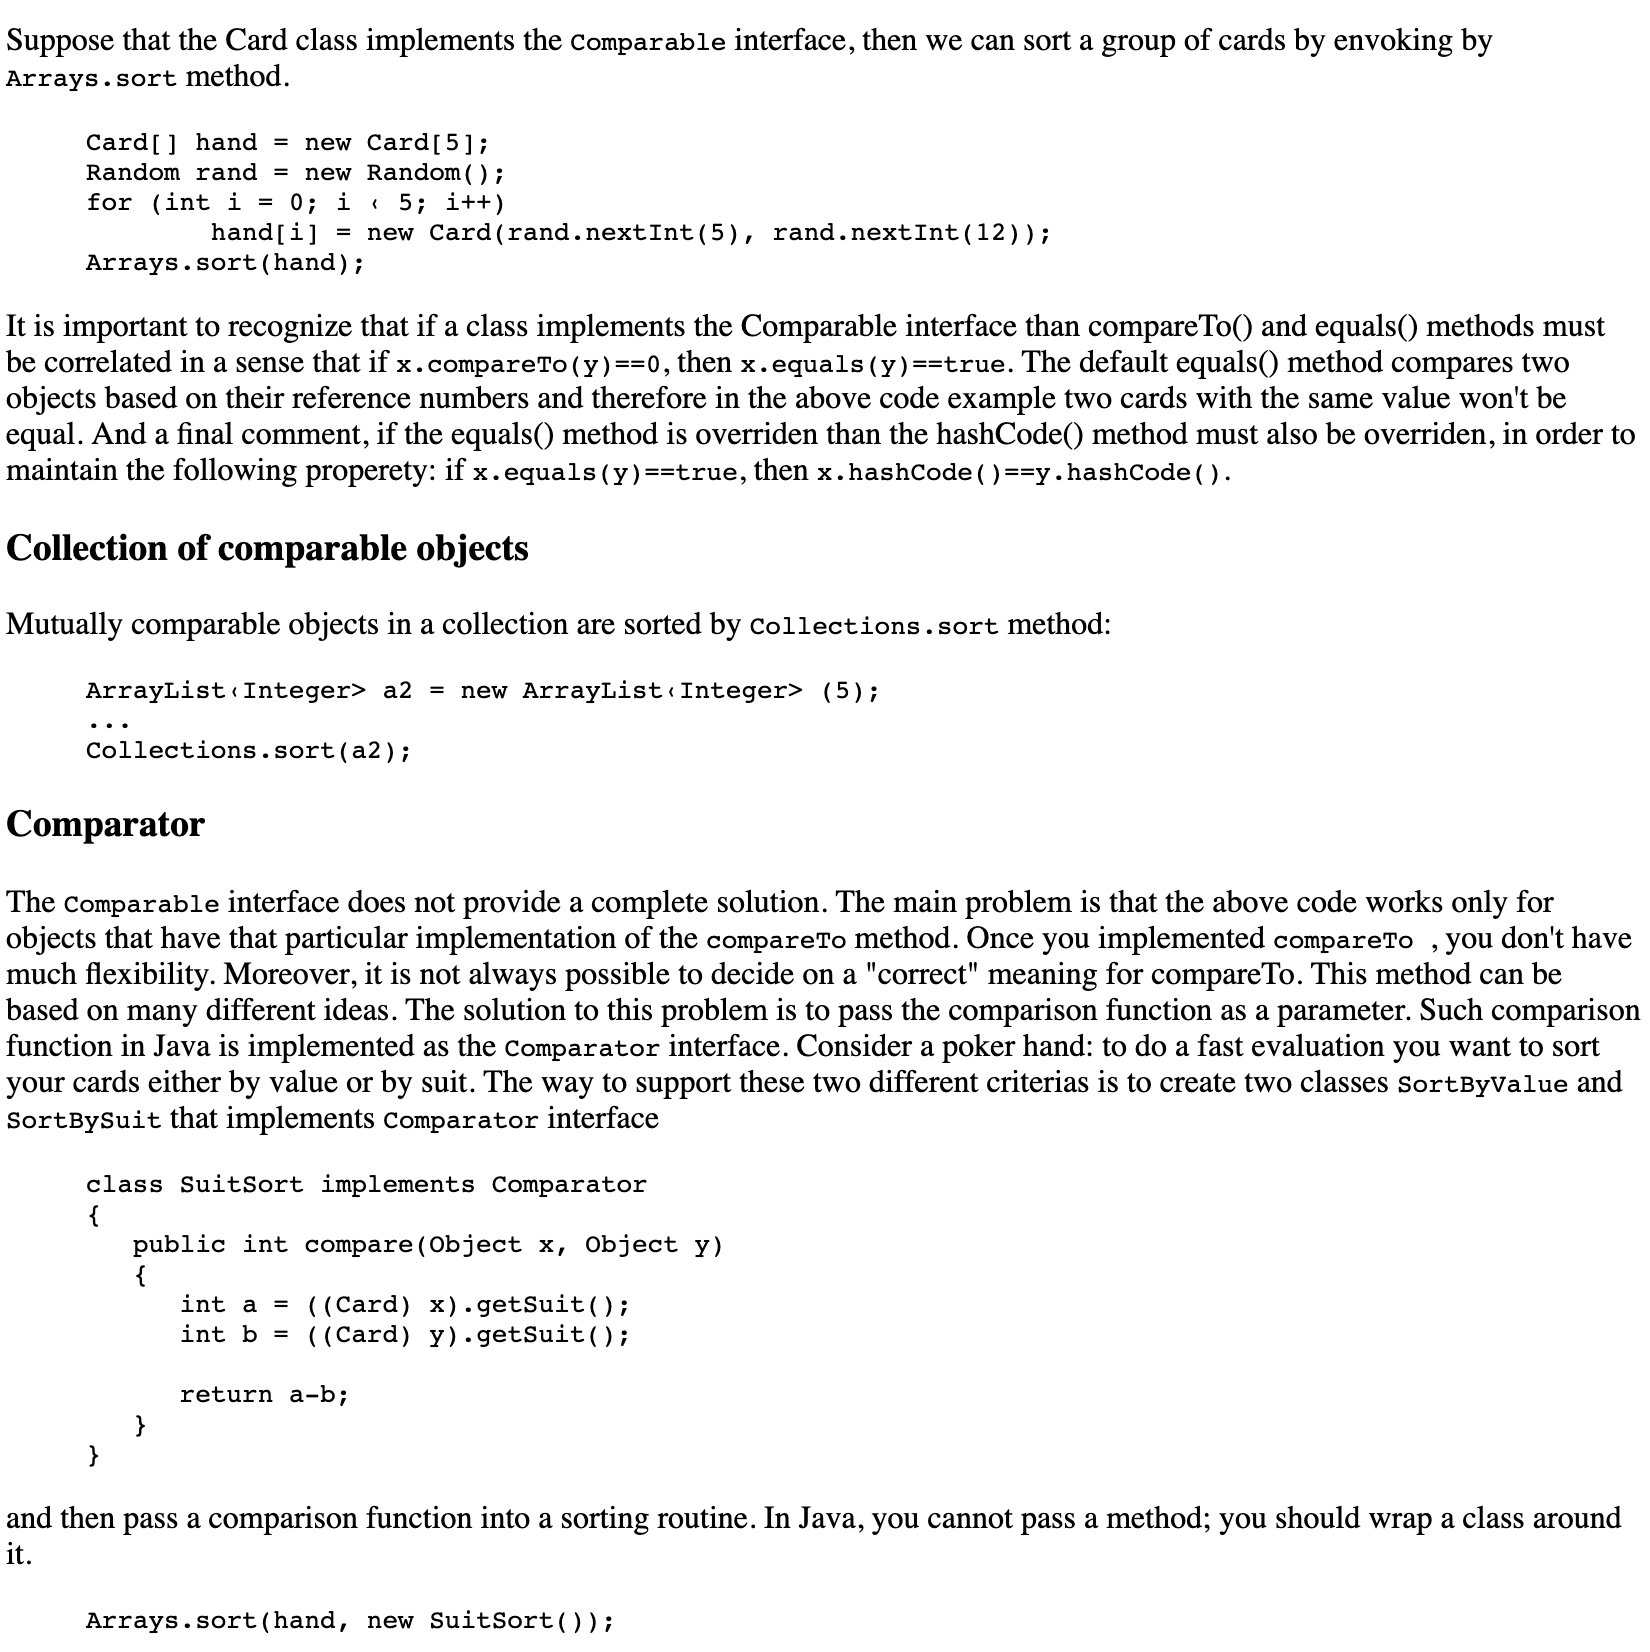 Suppose that the Card class implements the Comparable interface, then we can sort a group of cards by envoking by
Arrays.sort method.
Card[] hand = new Card[5];
Random rand = new Random();
for (int i = 0; i ‹ 5; i++)
hand[i] = new Card(rand.nextInt(5), rand.nextInt(12));
Arrays.sort(hand);
It is important to recognize that if a class implements the Comparable interface than compareTo() and equals() methods must
be correlated in a sense that if x.compareTo(y)==0, then x.equals(y)==true. The default equals() method compares two
objects based on their reference numbers and therefore in the above code example two cards with the same value won't be
equal. And a final comment, if the equals() method is overriden than the hashCode() method must also be overriden, in order to
maintain the following properety: if x.equals(y)==true, then x.hashCode()==y.hashCode().
Collection of comparable objects
Mutually comparable objects in a collection are sorted by Collections.sort method:
ArrayList‹Integer> a2 = new ArrayList‹Integer> (5);
...
Collections.sort(a2);
Comparator
The Comparable interface does not provide a complete solution. The main problem is that the above code works only for
objects that have that particular implementation of the compareTo method. Once you implemented compareTo , you don't have
much flexibility. Moreover, it is not always possible to decide on a "correct" meaning for compareTo. This method can be
based on many different ideas. The solution to this problem is to pass the comparison function as a parameter. Such comparison
function in Java is implemented as the Comparator interface. Consider a poker hand: to do a fast evaluation you want to sort
your cards either by value or by suit. The way to support these two different criterias is to create two classes SortByValue and
SortBySuit that implements Comparator interface
class SuitSort implements Comparator
{
public int compare(Object x, Object y)
{
int a = ((Card) x).getSuit();
int b = ((Card) y).getSuit();
return a-b;
}
}
and then pass a comparison function into a sorting routine. In Java, you cannot pass a method; you should wrap a class around
it.
Arrays.sort(hand, new SuitSort());